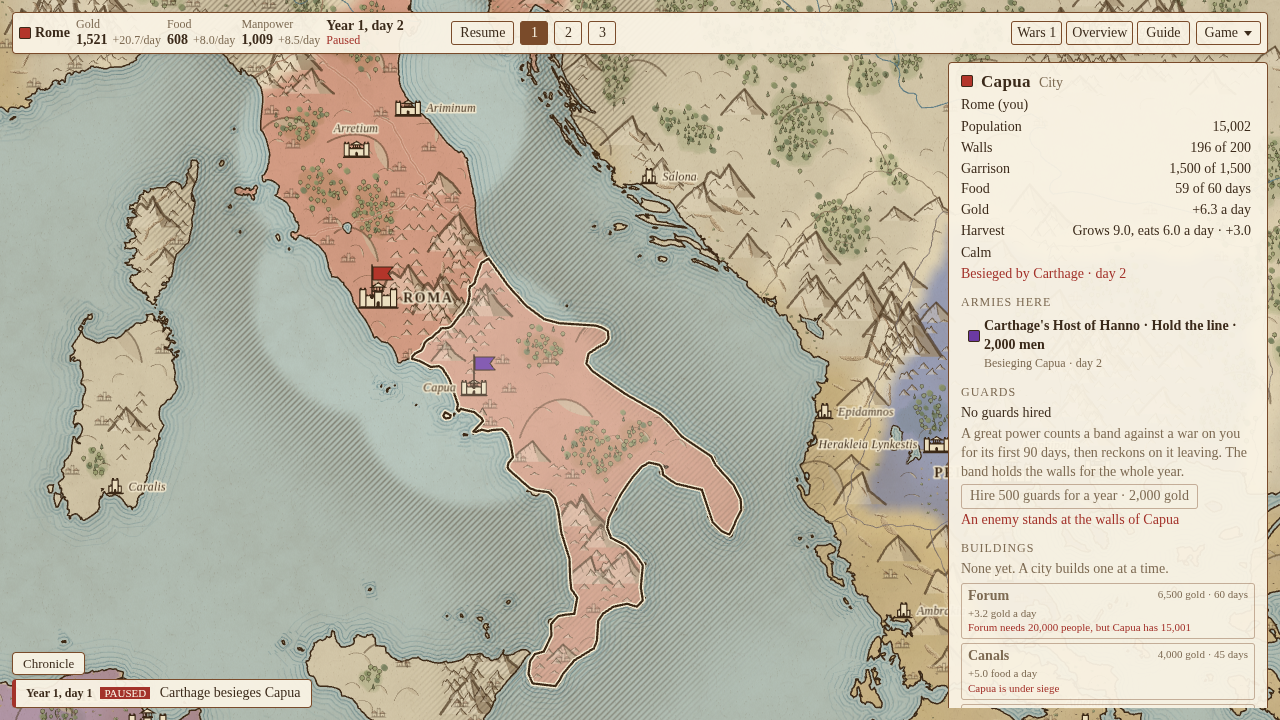 Rome
Gold
1,521 +20.7/day
Food
608 +8.0/day
Manpower
1,009 +8.5/day
Year 1, day 2
Paused
Resume
1
2
3
Wars 1
Overview
Guide
Game
Ariminum
Arretium
Salona
ROMA
Capua
Caralis
Epidamnos
Herakleia Lynkestis
Chronicle
Year 1, day 1 PAUSED Carthage besieges Capua
Capua City
Rome (you)
Population 15,002
Walls 196 of 200
Garrison 1,500 of 1,500
Food 59 of 60 days
Gold +6.3 a day
Harvest Grows 9.0, eats 6.0 a day · +3.0
Calm
Besieged by Carthage · day 2
ARMIES HERE
Carthage's Host of Hanno · Hold the line ·
2,000 men
Besieging Capua · day 2
GUARDS
No guards hired
A great power counts a band against a war on you
for its first 90 days, then reckons on it leaving. The
band holds the walls for the whole year.
Hire 500 guards for a year · 2,000 gold
An enemy stands at the walls of Capua
BUILDINGS
None yet. A city builds one at a time.
Forum 6,500 gold · 60 days
+3.2 gold a day
Forum needs 20,000 people, but Capua has 15,001
Canals 4,000 gold · 45 days
+5.0 food a day
Capua is under siege